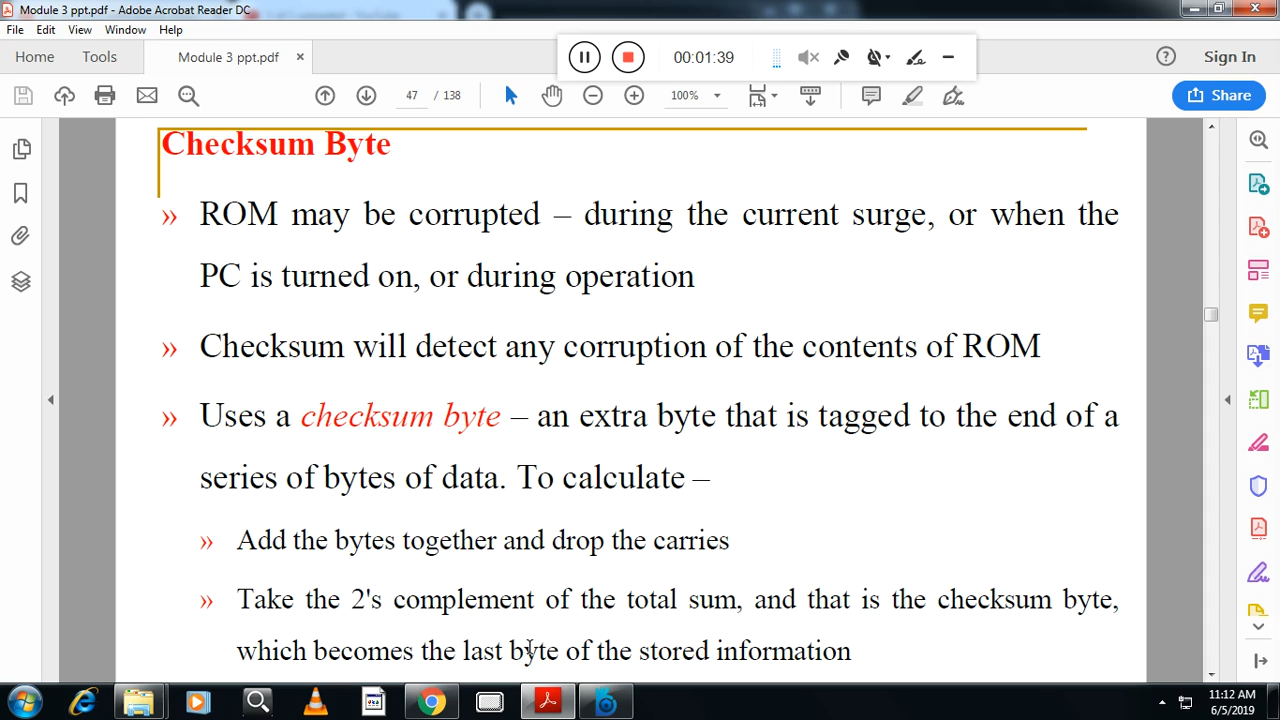 Module 3 ppt.pdf - Adobe Acrobat Reader DC
File Edit View Window Help
Home Tools Module 3 ppt.pdf × 00:01:39 Sign In
47 / 138 100% Share
Checksum Byte
» ROM may be corrupted – during the current surge, or when the
PC is turned on, or during operation
» Checksum will detect any corruption of the contents of ROM
» Uses a checksum byte – an extra byte that is tagged to the end of a
series of bytes of data. To calculate –
» Add the bytes together and drop the carries
» Take the 2's complement of the total sum, and that is the checksum byte,
which becomes the last byte of the stored information
11:12 AM
6/5/2019